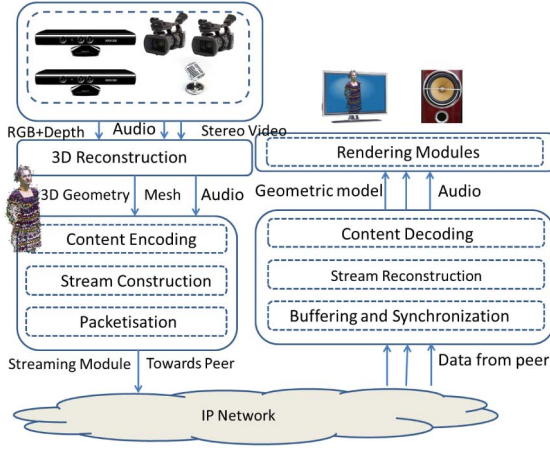 RGB+Depth Audio Stereo Video
3D Reconstruction
Rendering Modules
3D Geometry Mesh Audio
Geometric model Audio
Content Encoding
Stream Construction
Packetisation
Content Decoding
Stream Reconstruction
Buffering and Synchronization
Streaming Module Towards Peer
Data from peer
IP Network